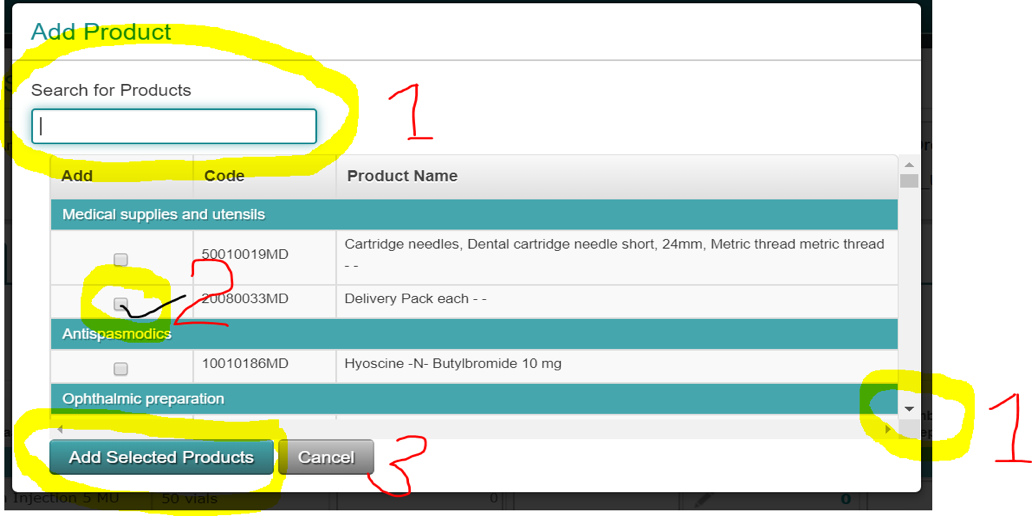 Add Product
Search for Products
1
Add Code Product Name
Medical supplies and utensils
50010019MD Cartridge needles, Dental cartridge needle short, 24mm, Metric thread metric thread
- -
20080033MD Delivery Pack each - -
2
Antispasmodics
10010186MD Hyoscine -N- Butylbromide 10 mg
Ophthalmic preparation
1
Add Selected Products Cancel
3
Injection 5 MU 50 vials 0 0